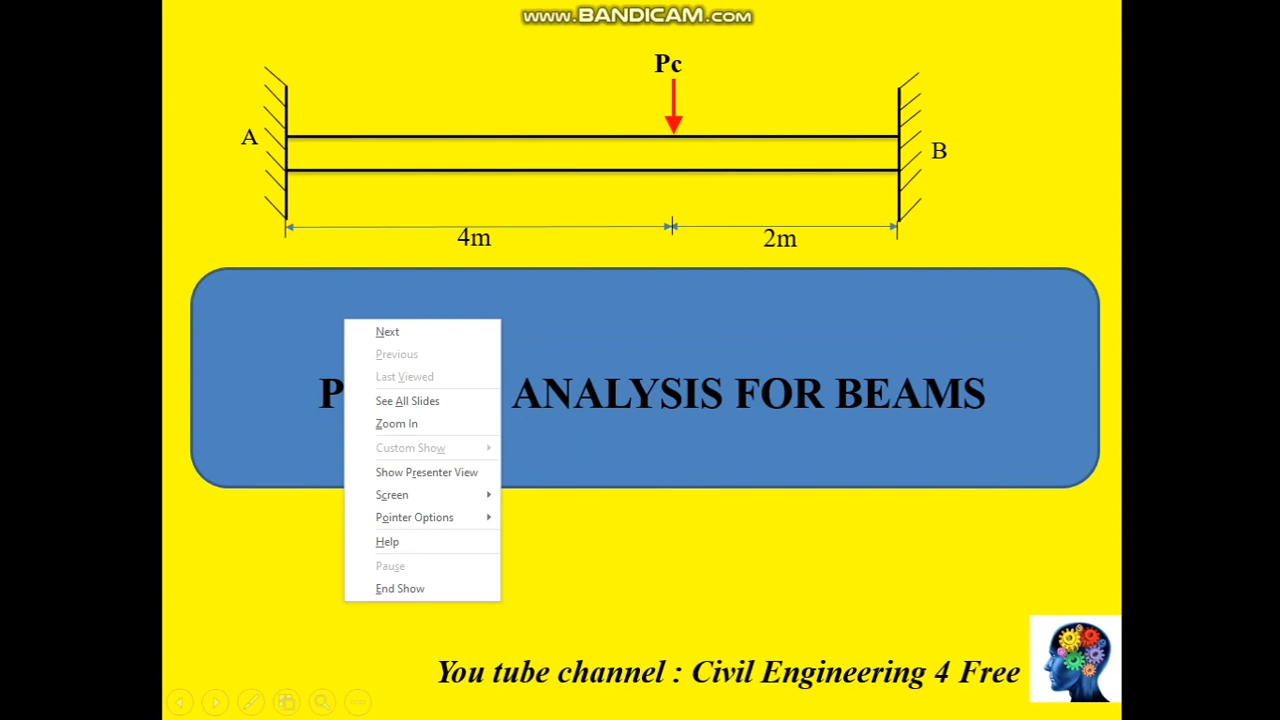 www.BANDICAM.com
Pc
A
B
4m
2m
Next
Previous
Last Viewed
See All Slides
Zoom In
Custom Show
Show Presenter View
Screen
Pointer Options
Help
Pause
End Show
ANALYSIS FOR BEAMS
You tube channel : Civil Engineering 4 Free